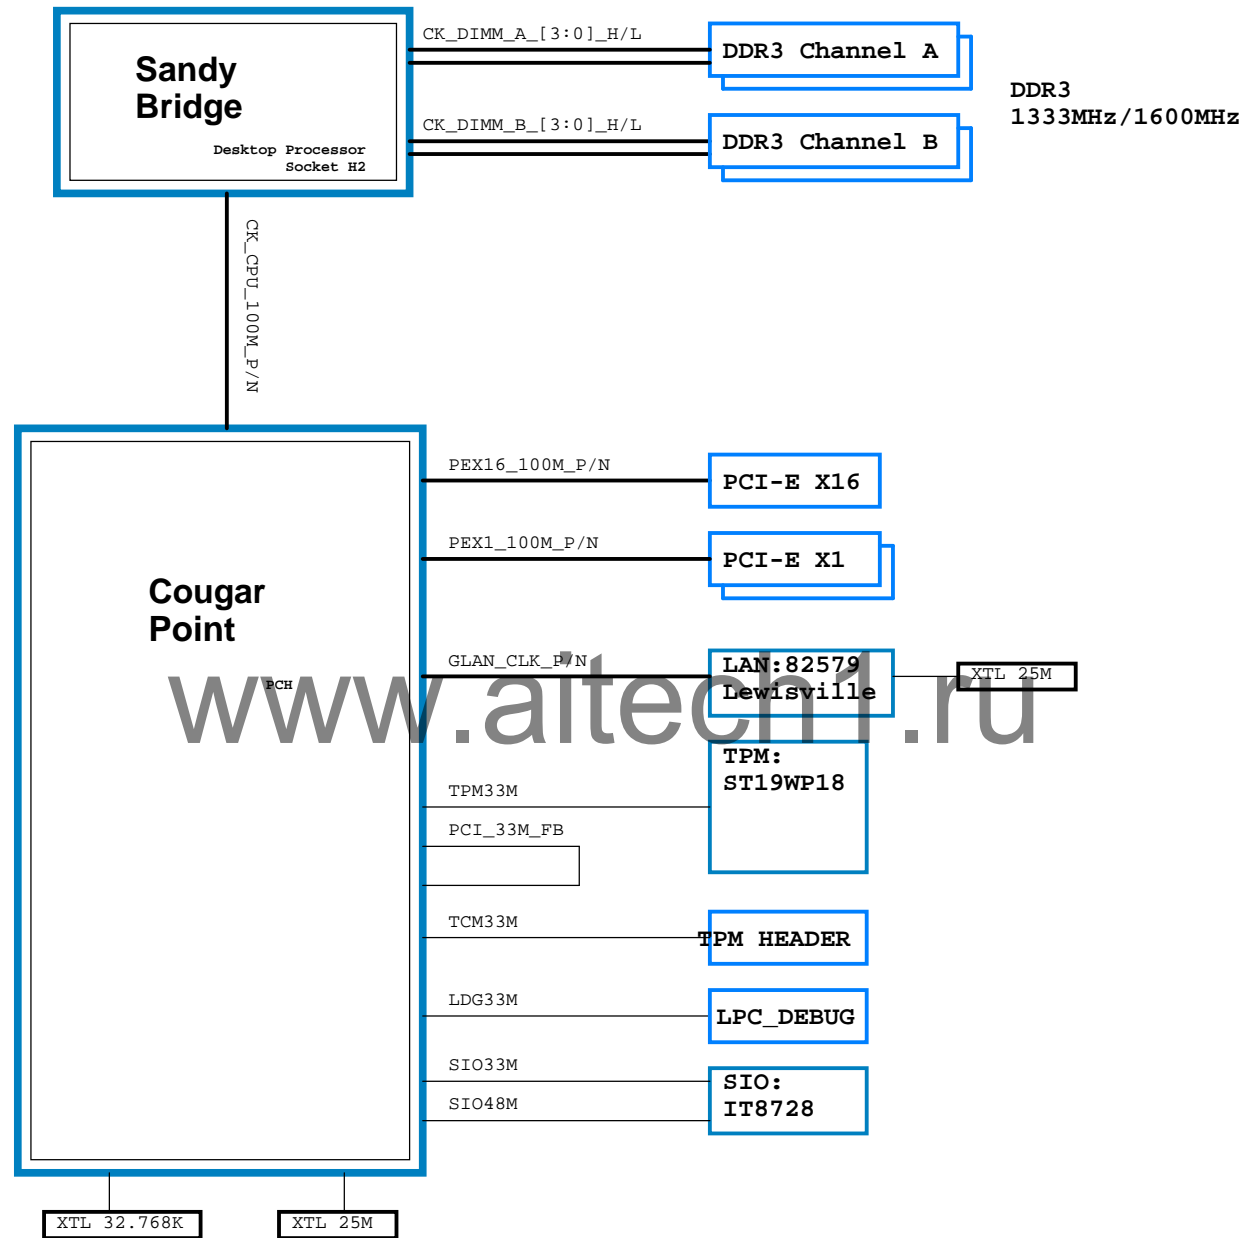 CK_DIMM_A_[3:0]_H/L
DDR3 Channel A
Sandy
Bridge
DDR3
1333MHz/1600MHz
CK_DIMM_B_[3:0]_H/L
DDR3 Channel B
Desktop Processor
Socket H2
CK_CPU_100M_P/N
PEX16_100M_P/N
PCI-E X16
PEX1_100M_P/N
PCI-E X1
Cougar
Point
PCH
GLAN_CLK_P/N
LAN:82579
Lewisville
XTL 25M
www.aitech1.ru
TPM:
ST19WP18
TPM33M
PCI_33M_FB
TCM33M
TPM HEADER
LDG33M
LPC_DEBUG
SIO33M
SIO:
IT8728
SIO48M
XTL 32.768K
XTL 25M